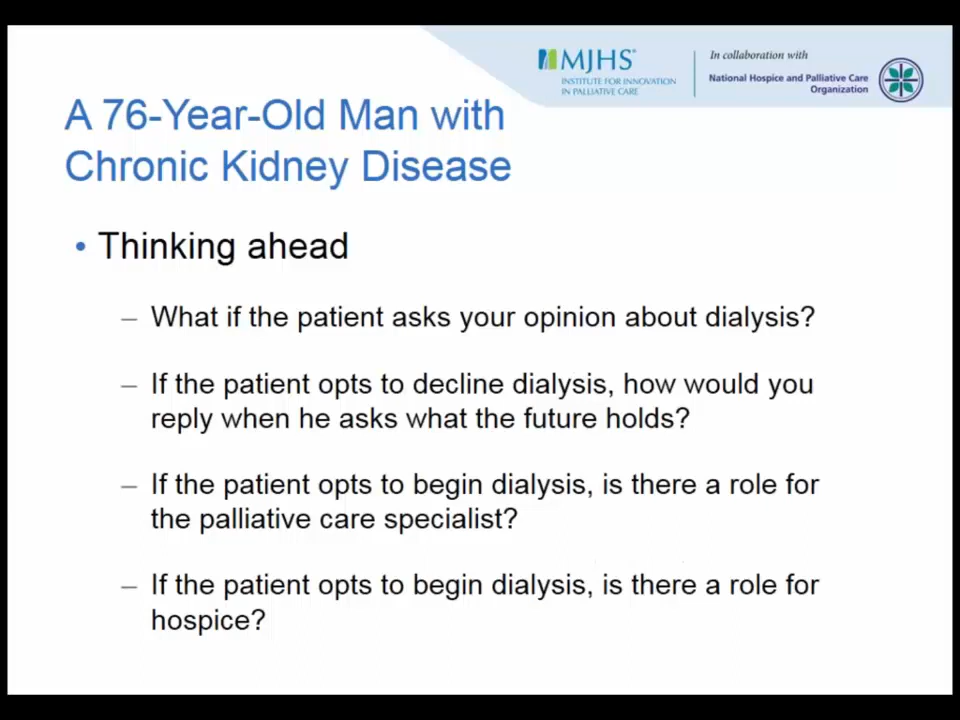 MJHS®
INSTITUTE FOR INNOVATION
IN PALLIATIVE CARE
In collaboration with
National Hospice and Palliative Care
Organization
A 76-Year-Old Man with
Chronic Kidney Disease
• Thinking ahead
– What if the patient asks your opinion about dialysis?
– If the patient opts to decline dialysis, how would you
reply when he asks what the future holds?
– If the patient opts to begin dialysis, is there a role for
the palliative care specialist?
– If the patient opts to begin dialysis, is there a role for
hospice?